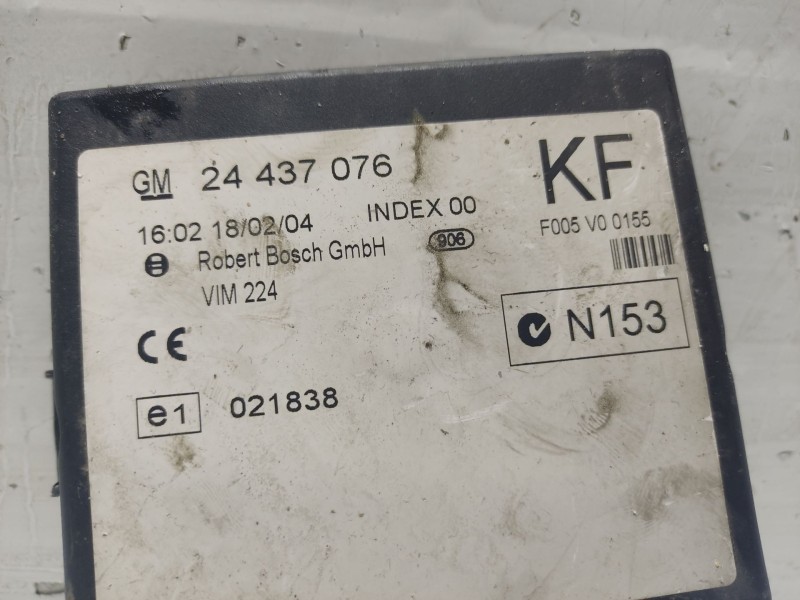 GM 24 437 076
KF
16:02 18/02/04 INDEX 00
F005 V0 0155
Robert Bosch GmbH 906
VIM 224
N153
CE
e1 021838